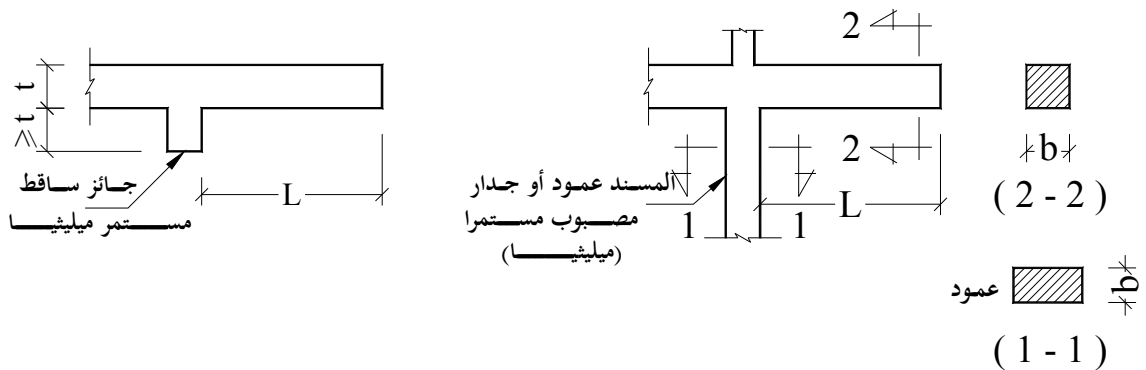 t
≥t
جائز ساقط
مستمر ميليثيا
L
2
2
المسند عمود أو جدار
مصبوب مستمرا
(ميليثيا)
1
1
L
b
( 2 - 2 )
عمود
b
( 1 - 1 )